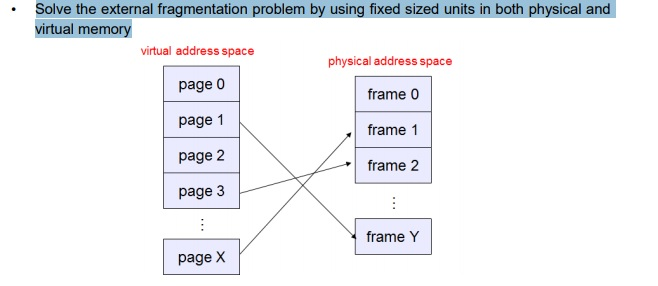 • Solve the external fragmentation problem by using fixed sized units in both physical and
virtual memory
virtual address space
physical address space
page 0
page 1
page 2
page 3
⋮
page X
frame 0
frame 1
frame 2
⋮
frame Y